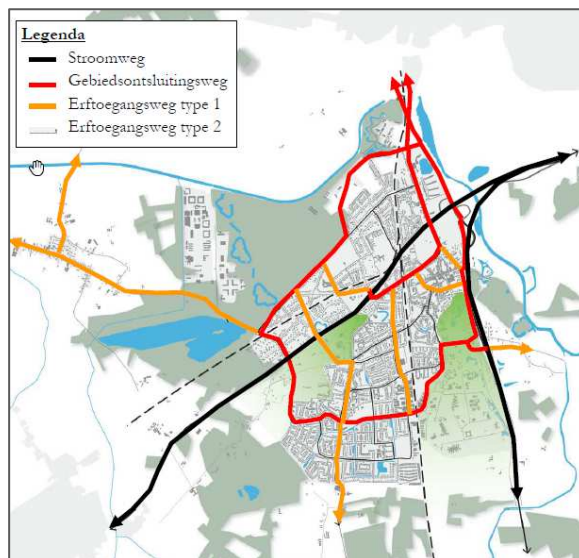 Legenda
Stroomweg
Gebiedsontsluitingsweg
Erftoegangsweg type 1
Erftoegangsweg type 2